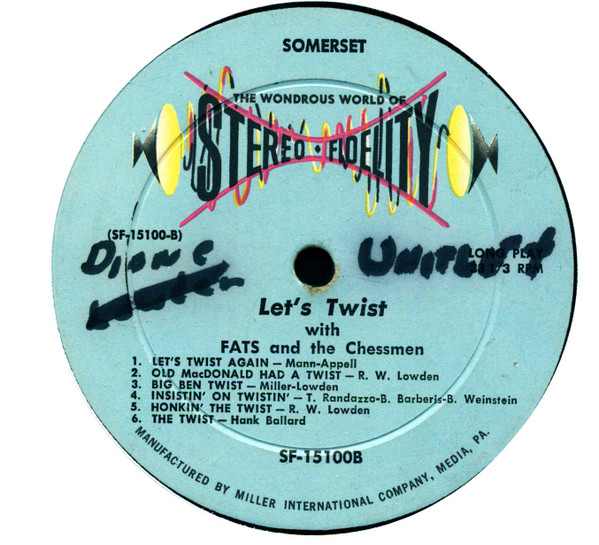 SOMERSET
THE WONDROUS WORLD OF
STEREO • FIDELITY
(SF-15100-B)
Diane
LONG PLAY
33 1/3 RPM
Let's Twist
with
FATS and the Chessmen
1. LET'S TWIST AGAIN – Mann-Appell
2. OLD MacDONALD HAD A TWIST – R. W. Lowden
3. BIG BEN TWIST – Miller-Lowden
4. INSISTIN' ON TWISTIN' – T. Randazzo-B. Barberis-B. Weinstein
5. HONKIN' THE TWIST – R. W. Lowden
6. THE TWIST – Hank Ballard
SF-15100B
MANUFACTURED BY MILLER INTERNATIONAL COMPANY, MEDIA, PA.